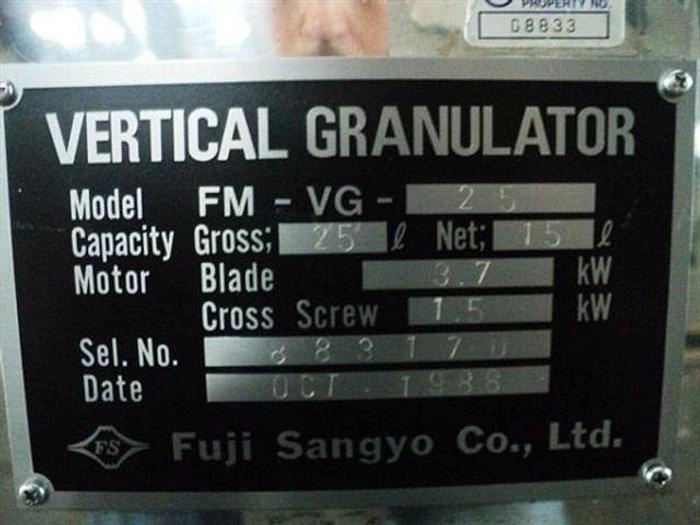 PROPERTY NO.
G8833
VERTICAL GRANULATOR
Model FM - VG - 25
Capacity Gross; 25 ℓ Net; 15 ℓ
Motor Blade 3.7 kW
Cross Screw 1.5 kW
Sel. No. 883170
Date OCT. 1988
FS Fuji Sangyo Co., Ltd.